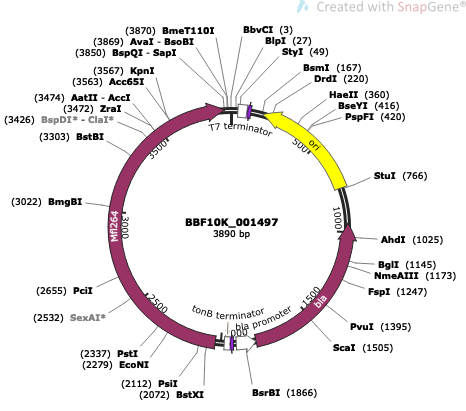 Created with SnapGene®
(3870) BmeT110I
(3869) AvaI - BsoBI
(3850) BspQI - SapI
(3567) KpnI
(3563) Acc65I
(3474) AatII - AccI
(3472) ZraI
(3426) BspDI* - ClaI*
(3303) BstBI
(3022) BmgBI
(2655) PciI
(2532) SexAI*
(2337) PstI
(2279) EcoNI
(2112) PsiI
(2072) BstXI
BbvCI (3)
BlpI (27)
StyI (49)
BsmI (167)
DrdI (220)
HaeII (360)
BseYI (416)
PspFI (420)
StuI (766)
AhdI (1025)
BglI (1145)
NmeAIII (1173)
FspI (1247)
PvuI (1395)
ScaI (1505)
BsrBI (1866)
T7 terminator
ori
500
1000
1500
bla
bla promoter
tonB terminator
000
2500
3000
3500
Mfl264
BBF10K_001497
3890 bp